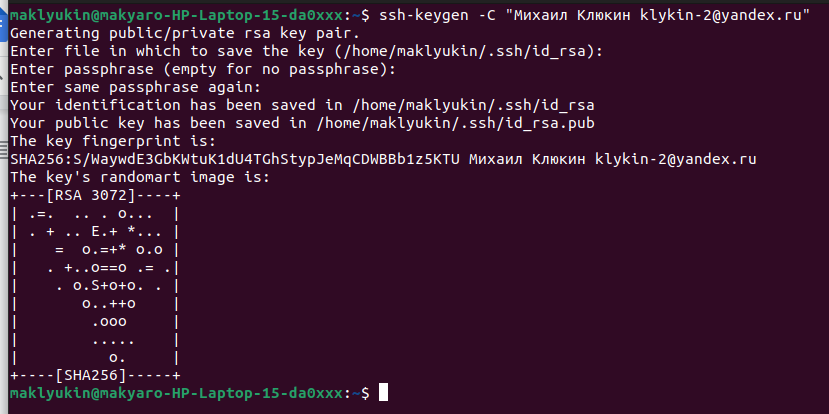 maklyukin@makyaro-HP-Laptop-15-da0xxx:~$ ssh-keygen -C "Михаил Клюкин klykin-2@yandex.ru"
Generating public/private rsa key pair.
Enter file in which to save the key (/home/maklyukin/.ssh/id_rsa):
Enter passphrase (empty for no passphrase):
Enter same passphrase again:
Your identification has been saved in /home/maklyukin/.ssh/id_rsa
Your public key has been saved in /home/maklyukin/.ssh/id_rsa.pub
The key fingerprint is:
SHA256:S/WaywdE3GbKWtuK1dU4TGhStypJeMqCDWBBb1z5KTU Михаил Клюкин klykin-2@yandex.ru
The key's randomart image is:
+---[RSA 3072]----+
| .=.  .. . o...  |
| . + .. E.+ *... |
|    =  o.=+* o.o |
|   . +..o==o .= .|
|    . o.S+o+o. . |
|       o..++o    |
|        .ooo     |
|        .....    |
|          o.     |
+----[SHA256]-----+
maklyukin@makyaro-HP-Laptop-15-da0xxx:~$